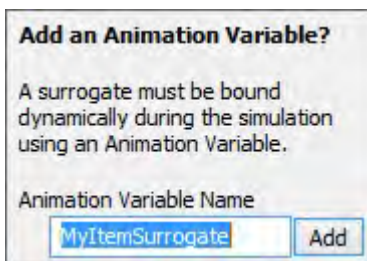 Add an Animation Variable?
A surrogate must be bound
dynamically during the simulation
using an Animation Variable.
Animation Variable Name
MyItemSurrogate Add